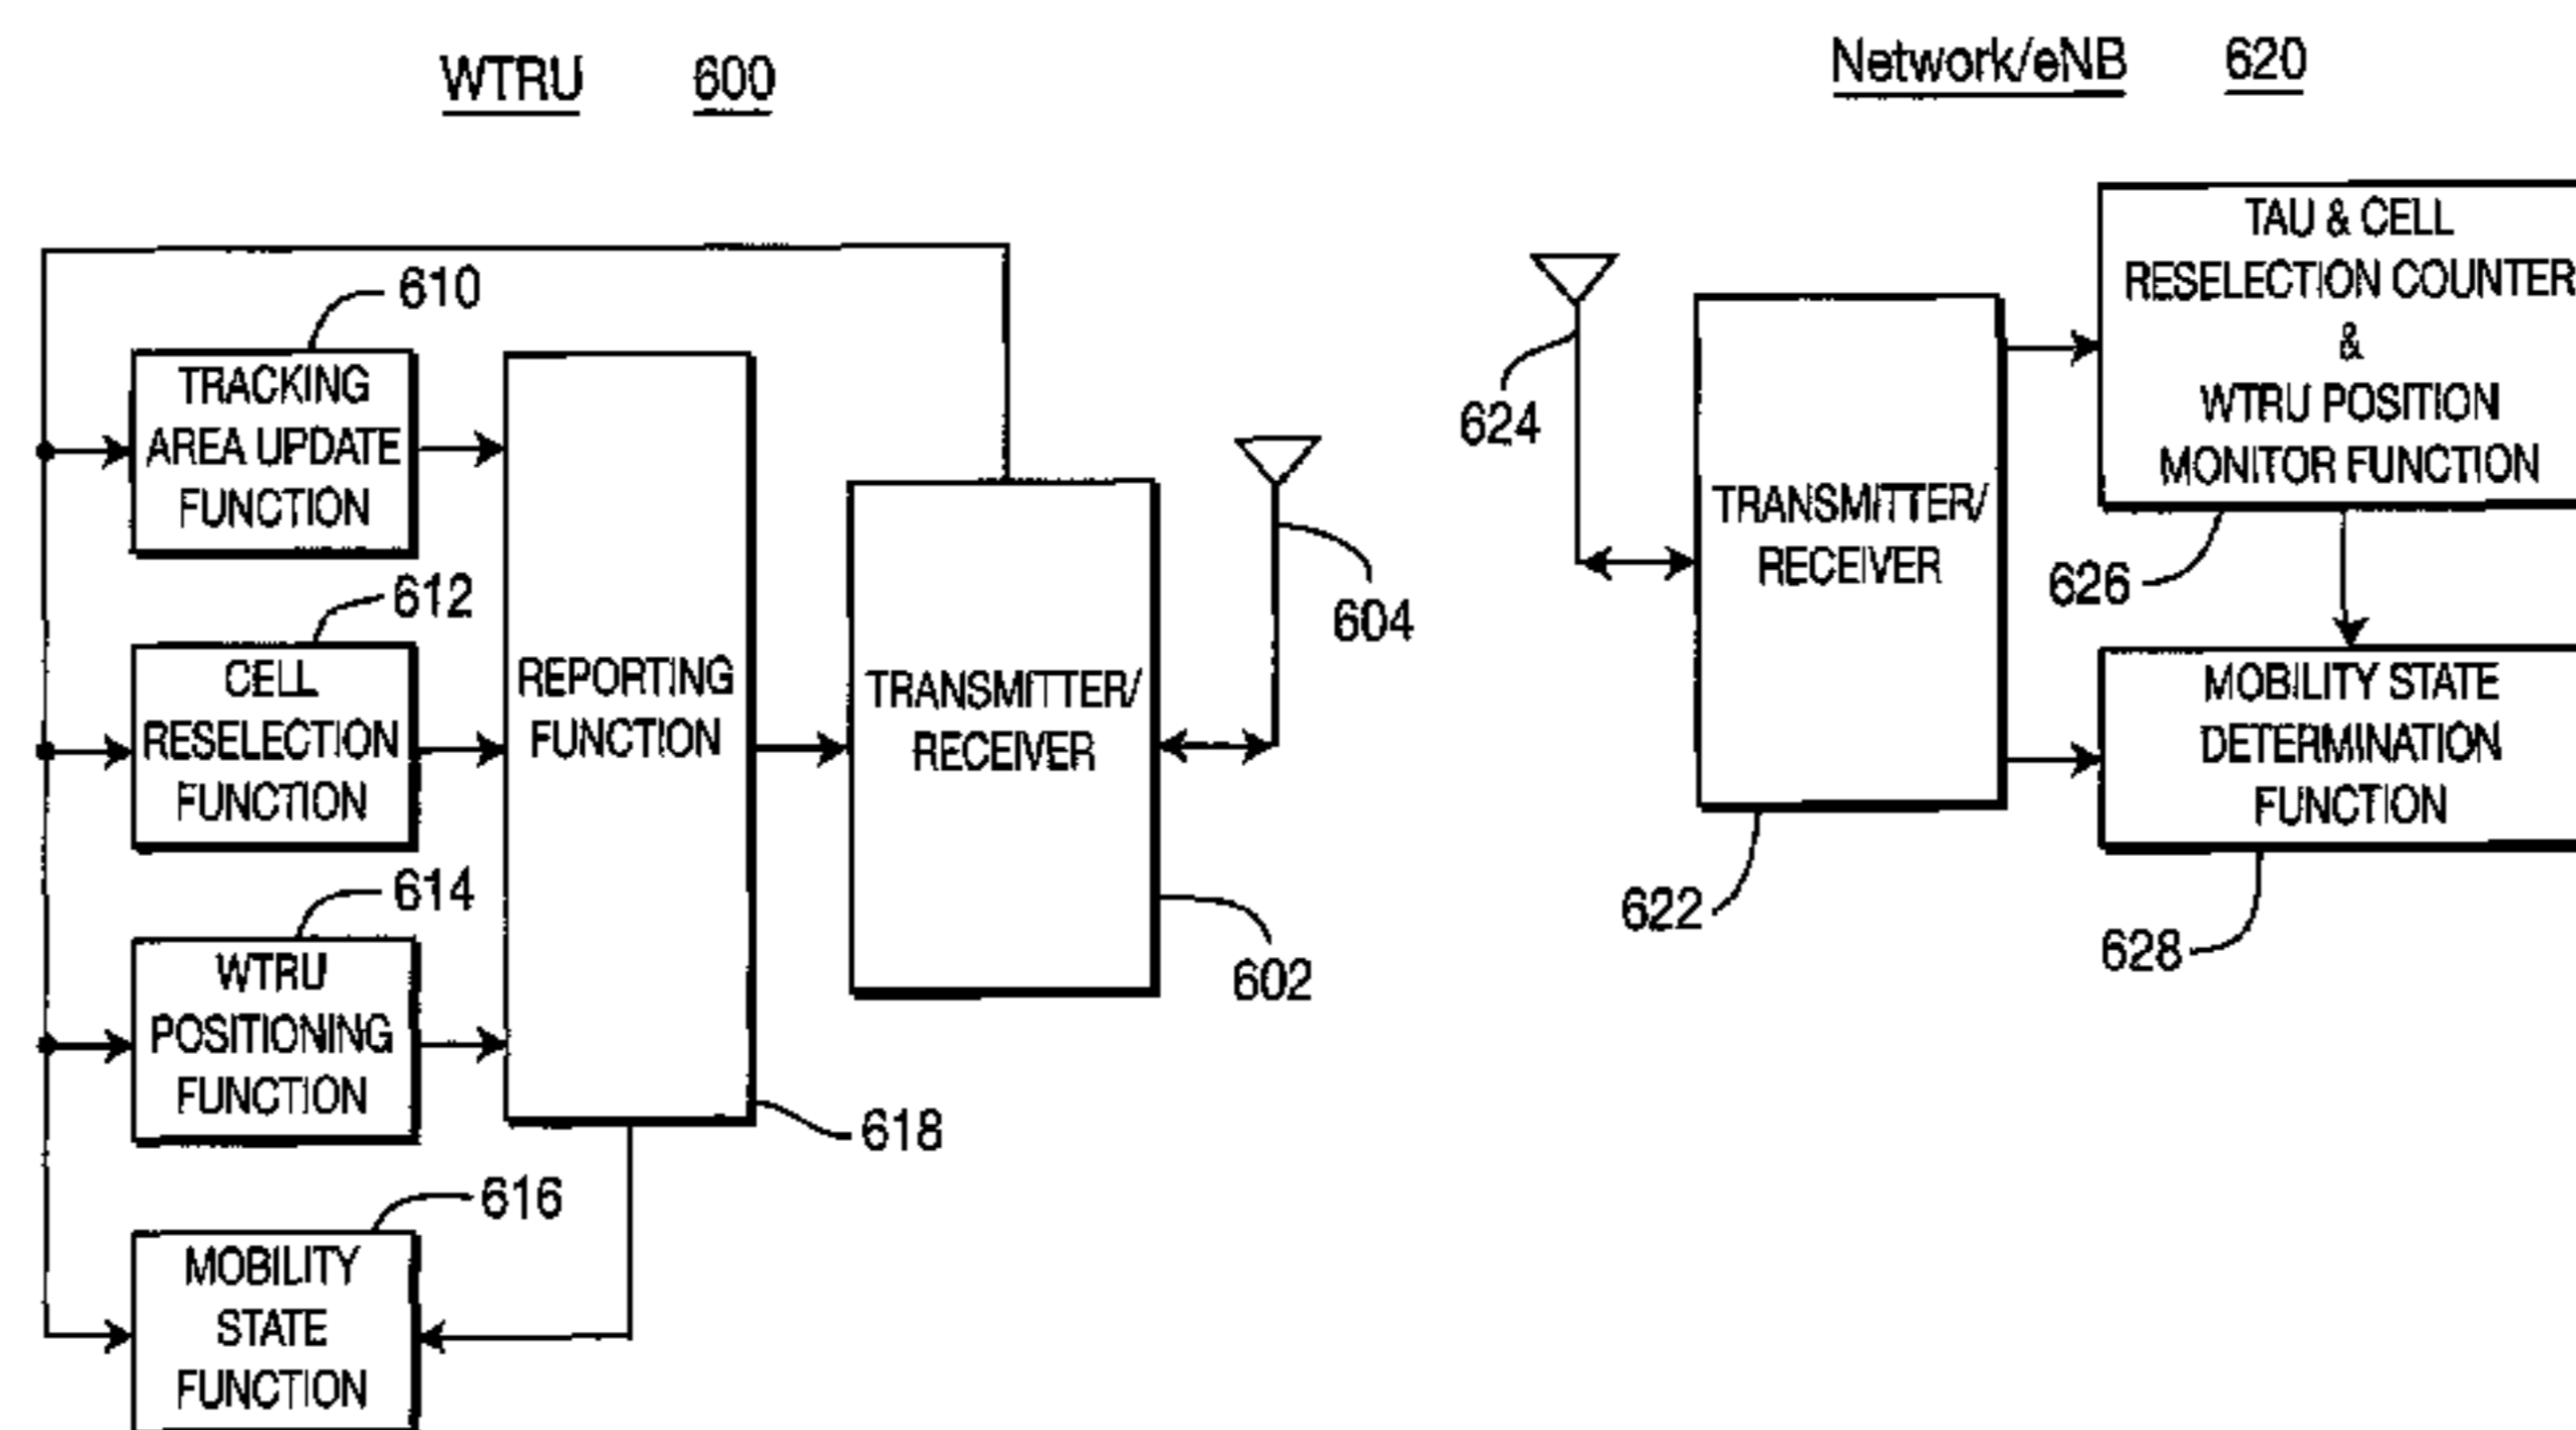 WTRU 600
Network/eNB 620
610
TRACKING
AREA UPDATE
FUNCTION
612
CELL
RESELECTION
FUNCTION
614
WTRU
POSITIONING
FUNCTION
616
MOBILITY
STATE
FUNCTION
REPORTING
FUNCTION
618
TRANSMITTER/
RECEIVER
604
602
624
TRANSMITTER/
RECEIVER
622
TAU & CELL
RESELECTION COUNTER
&
WTRU POSITION
MONITOR FUNCTION
626
MOBILITY STATE
DETERMINATION
FUNCTION
628